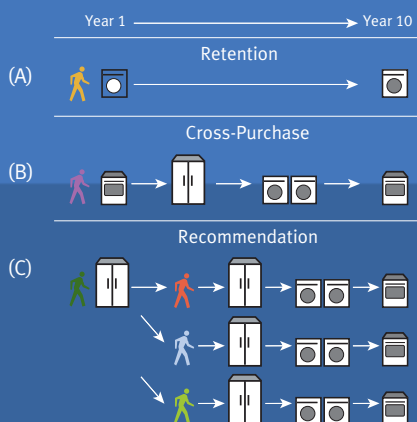 Year 1 Year 10
Retention
(A)
Cross-Purchase
(B)
Recommendation
(C)